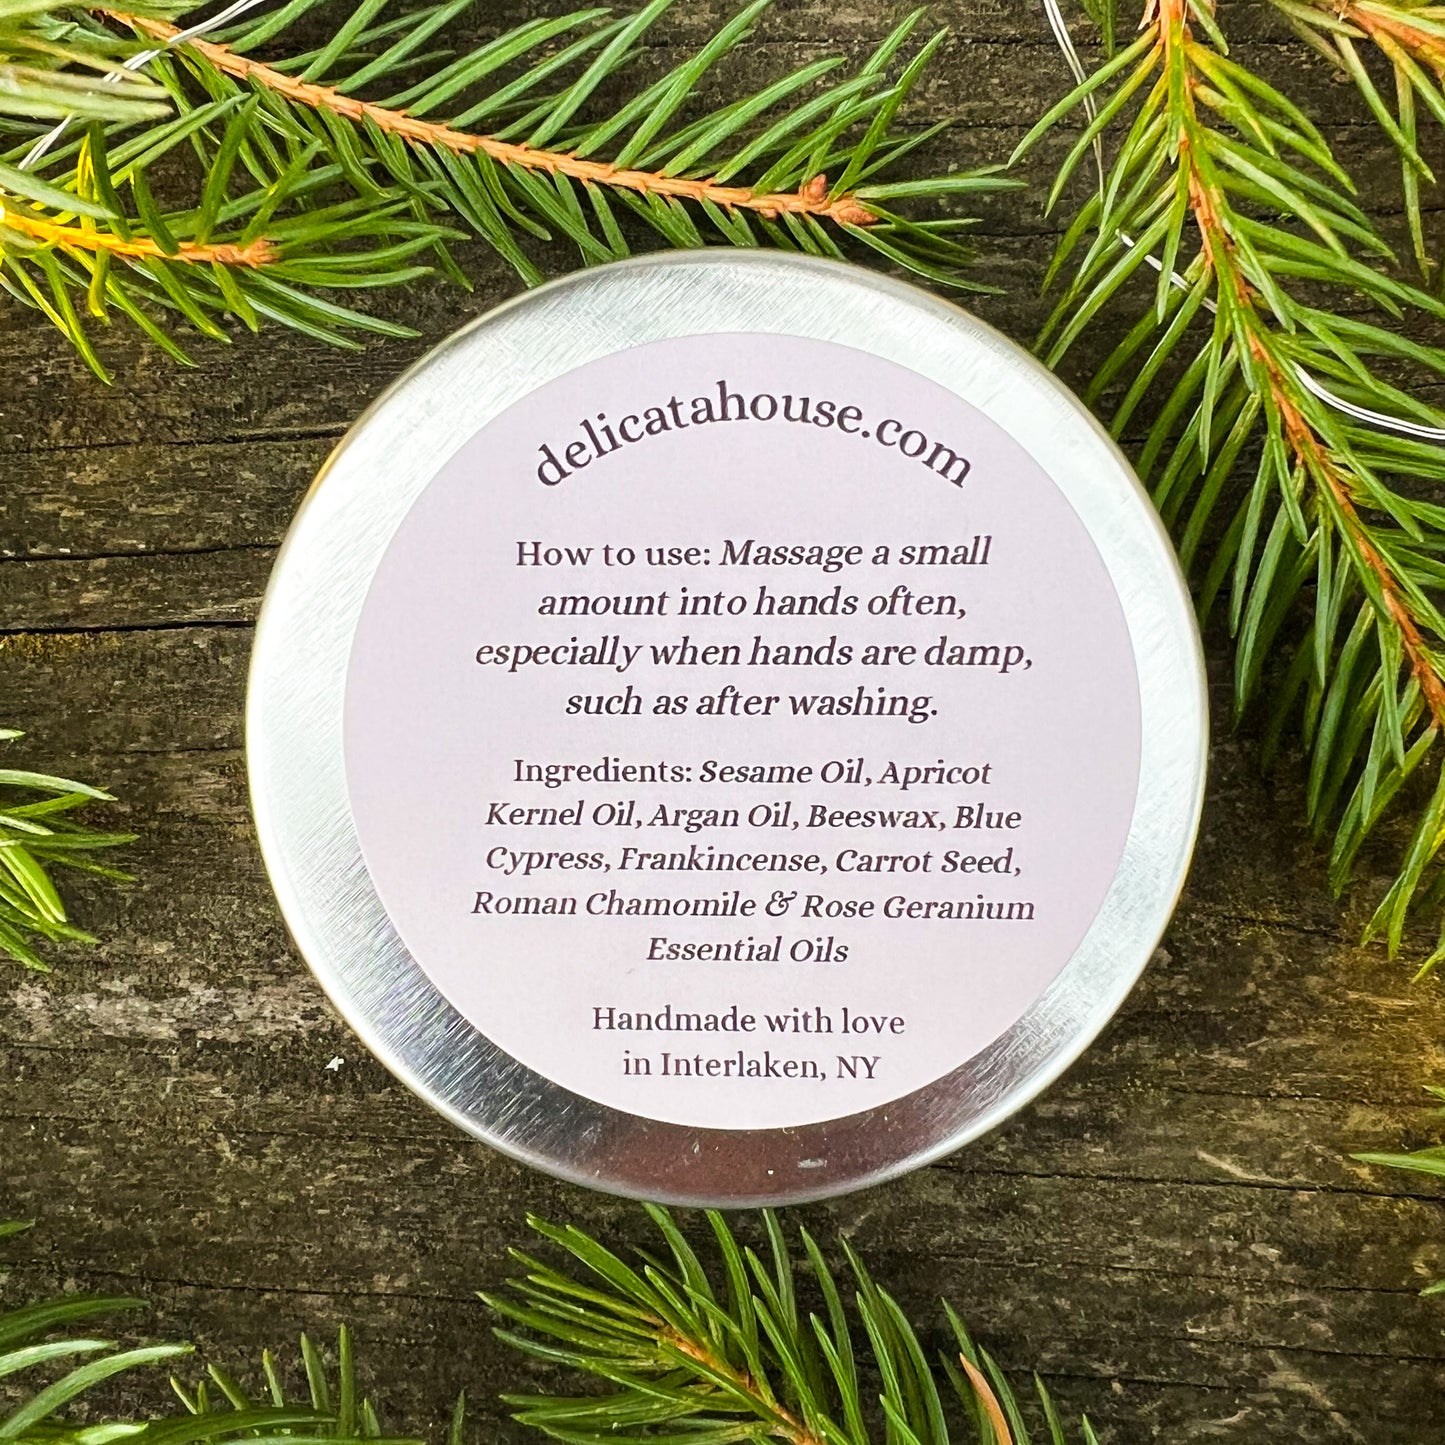 delicatahouse.com
How to use: Massage a small
amount into hands often,
especially when hands are damp,
such as after washing.
Ingredients: Sesame Oil, Apricot
Kernel Oil, Argan Oil, Beeswax, Blue
Cypress, Frankincense, Carrot Seed,
Roman Chamomile & Rose Geranium
Essential Oils
Handmade with love
in Interlaken, NY